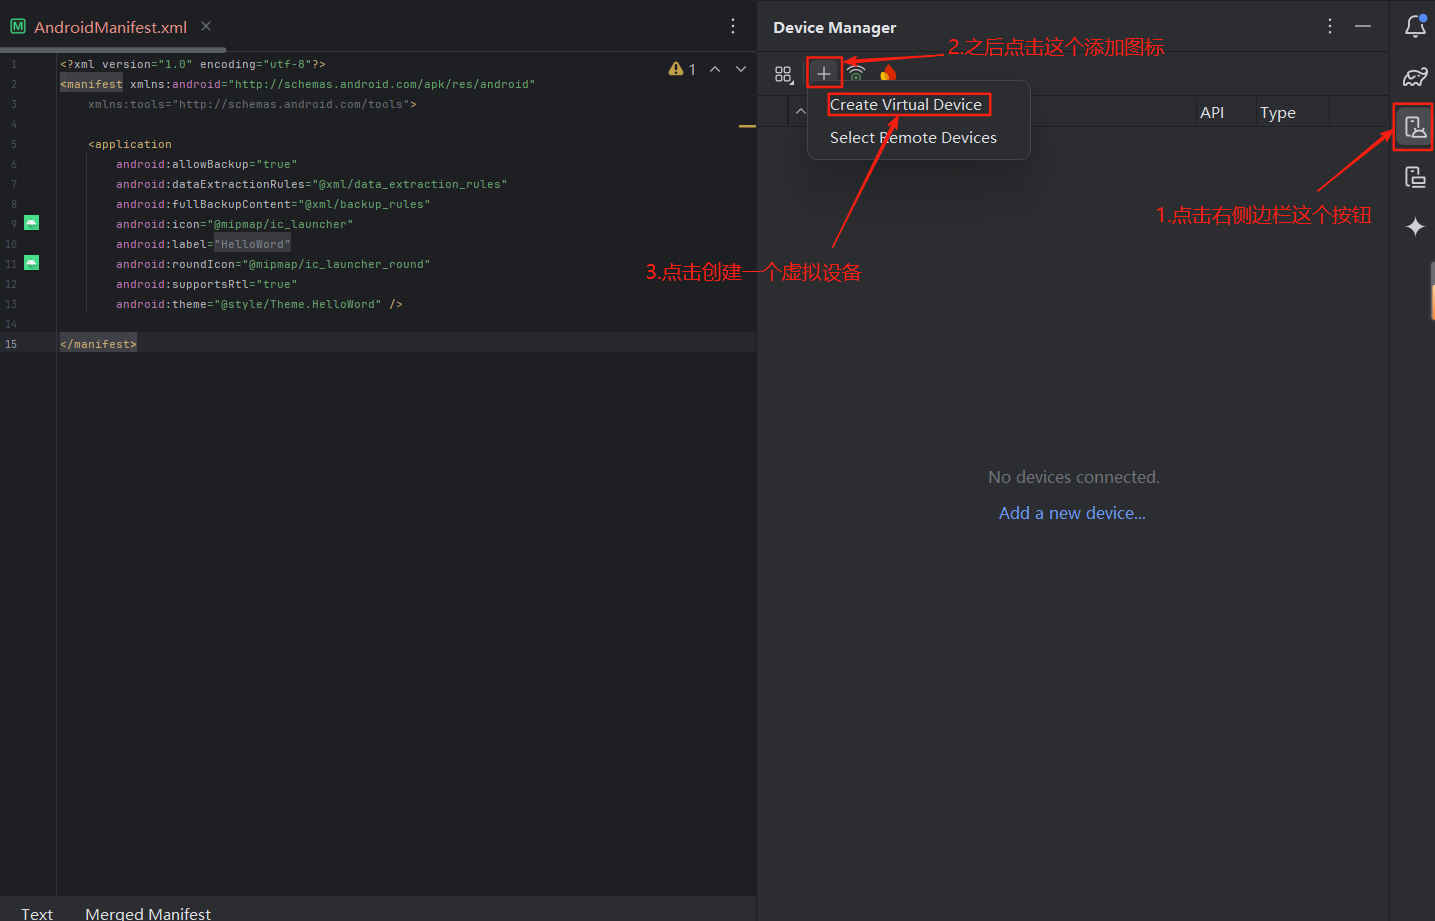 AndroidManifest.xml
1 <?xml version="1.0" encoding="utf-8"?>
2 <manifest xmlns:android="http://schemas.android.com/apk/res/android"
3 xmlns:tools="http://schemas.android.com/tools">
4
5 <application
6 android:allowBackup="true"
7 android:dataExtractionRules="@xml/data_extraction_rules"
8 android:fullBackupContent="@xml/backup_rules"
9 android:icon="@mipmap/ic_launcher"
10 android:label="HelloWord"
11 android:roundIcon="@mipmap/ic_launcher_round"
12 android:supportsRtl="true"
13 android:theme="@style/Theme.HelloWord" />
14
15 </manifest>
1
Text Merged Manifest
Device Manager
2.之后点击这个添加图标
Create Virtual Device
Select Remote Devices
API Type
1.点击右侧边栏这个按钮
3.点击创建一个虚拟设备
No devices connected.
Add a new device...